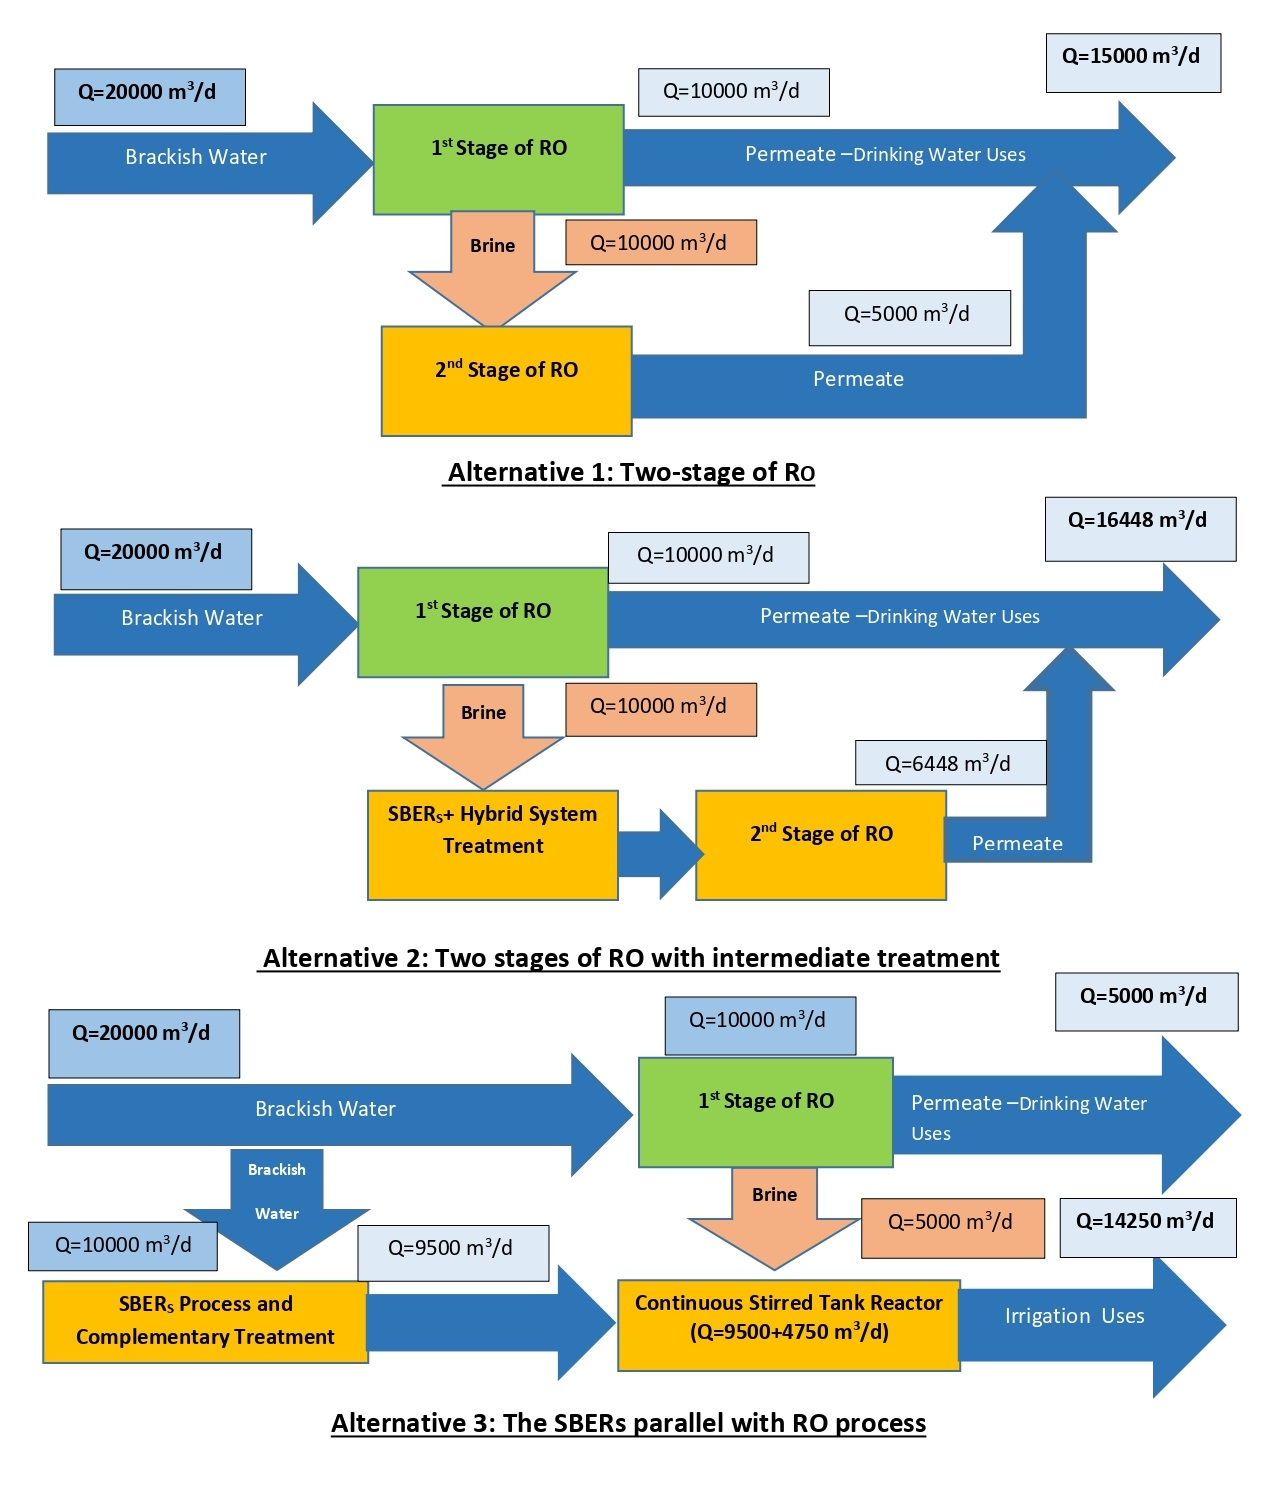 Q=15000 m³/d
Q=20000 m³/d
Q=10000 m³/d
Brackish Water
1st Stage of RO
Permeate –Drinking Water Uses
Brine
Q=10000 m³/d
Q=5000 m³/d
2nd Stage of RO
Permeate
Alternative 1: Two-stage of RO
Q=16448 m³/d
Q=20000 m³/d
Q=10000 m³/d
Brackish Water
1st Stage of RO
Permeate –Drinking Water Uses
Brine
Q=10000 m³/d
Q=6448 m³/d
SBERS+ Hybrid System
Treatment
2nd Stage of RO
Permeate
Alternative 2: Two stages of RO with intermediate treatment
Q=5000 m³/d
Q=20000 m³/d
Q=10000 m³/d
Brackish Water
1st Stage of RO
Permeate –Drinking Water
Uses
Brackish
Water
Brine
Q=5000 m³/d
Q=14250 m³/d
Q=10000 m³/d
Q=9500 m³/d
SBERS Process and
Complementary Treatment
Continuous Stirred Tank Reactor
(Q=9500+4750 m³/d)
Irrigation Uses
Alternative 3: The SBERs parallel with RO process